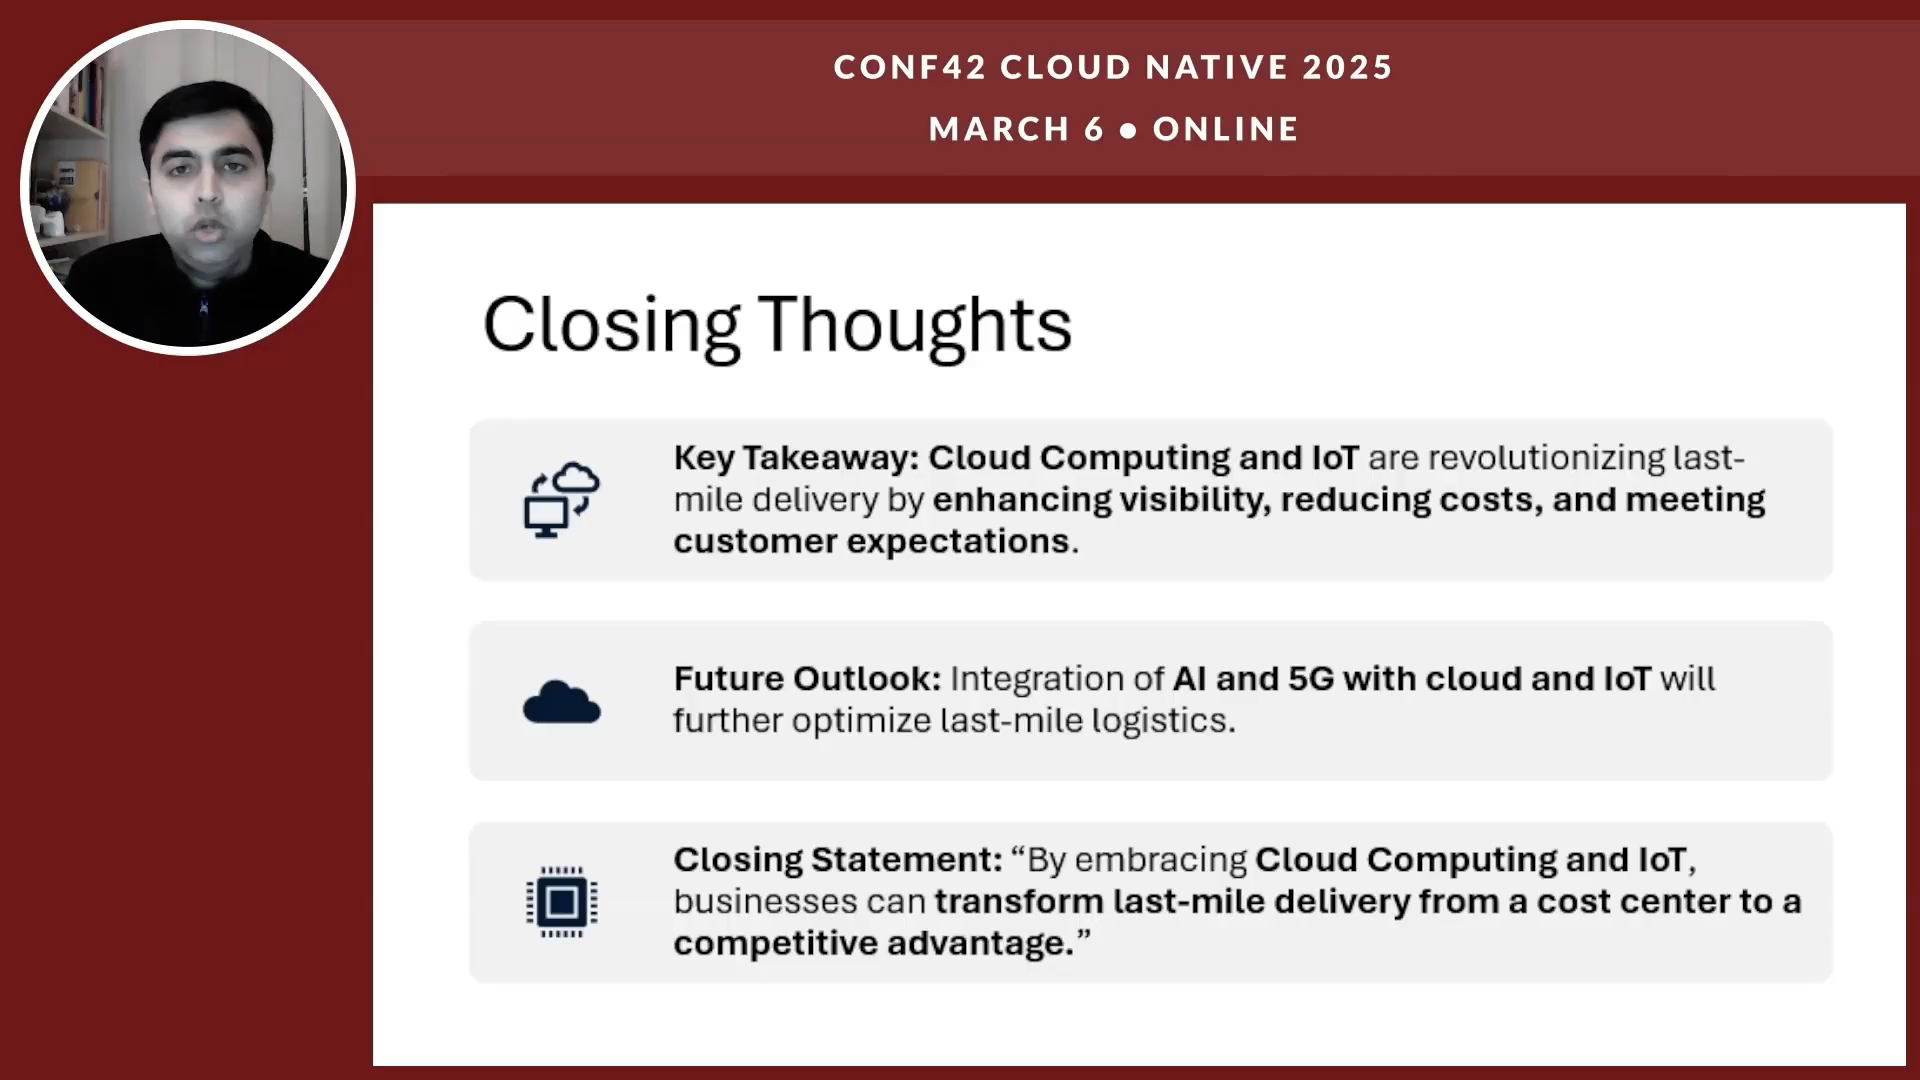 CONF42 CLOUD NATIVE 2025
MARCH 6 ● ONLINE
Closing Thoughts
Key Takeaway: Cloud Computing and IoT are revolutionizing last-
mile delivery by enhancing visibility, reducing costs, and meeting
customer expectations.
Future Outlook: Integration of AI and 5G with cloud and IoT will
further optimize last-mile logistics.
Closing Statement: “By embracing Cloud Computing and IoT,
businesses can transform last-mile delivery from a cost center to a
competitive advantage.”